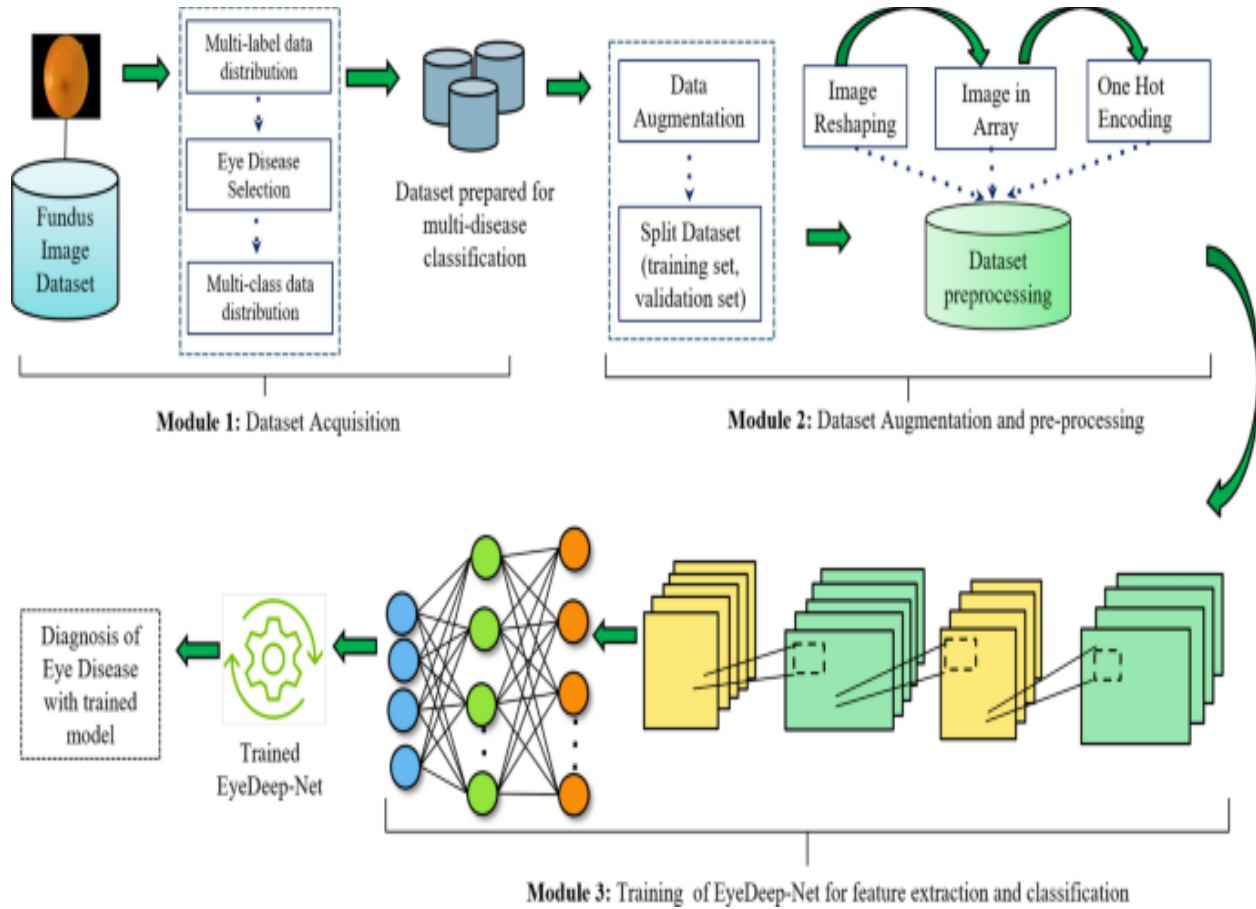 Fundus
Image
Dataset
Multi-label data
distribution
Eye Disease
Selection
Multi-class data
distribution
Dataset prepared for
multi-disease
classification
Module 1: Dataset Acquisition
Data
Augmentation
Split Dataset
(training set,
validation set)
Image
Reshaping
Image in
Array
One Hot
Encoding
Dataset
preprocessing
Module 2: Dataset Augmentation and pre-processing
Diagnosis of
Eye Disease
with trained
model
Trained
EyeDeep-Net
Module 3: Training of EyeDeep-Net for feature extraction and classification